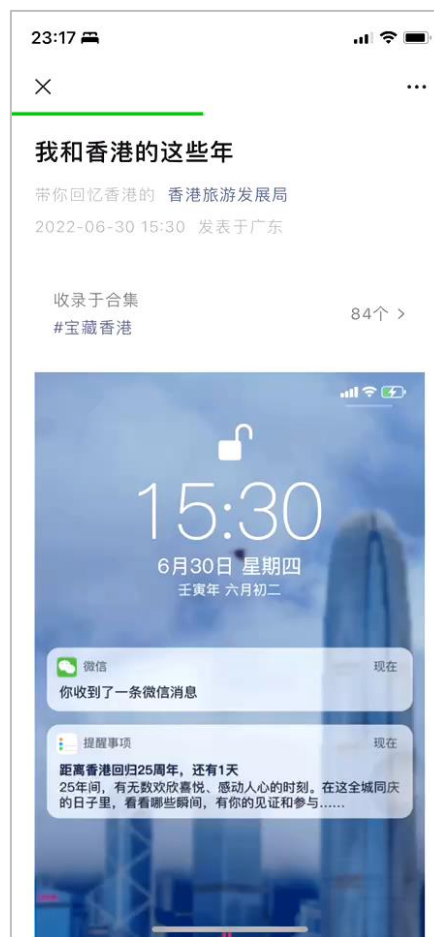 23:17
我和香港的这些年
带你回忆香港的 香港旅游发展局
2022-06-30 15:30 发表于广东
收录于合集
#宝藏香港
84个 >
15:30
6月30日 星期四
壬寅年 六月初二
微信 现在
你收到了一条微信消息
提醒事项 现在
距离香港回归25周年，还有1天
25年间，有无数欢欣喜悦、感动人心的时刻。在这全城同庆
的日子里，看看哪些瞬间，有你的见证和参与……